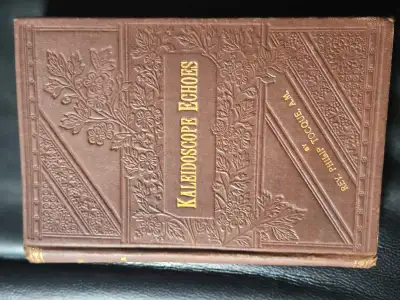 KALEIDOSCOPE ECHOES
BY
REV. PHILIP TOCQUE, A.M.